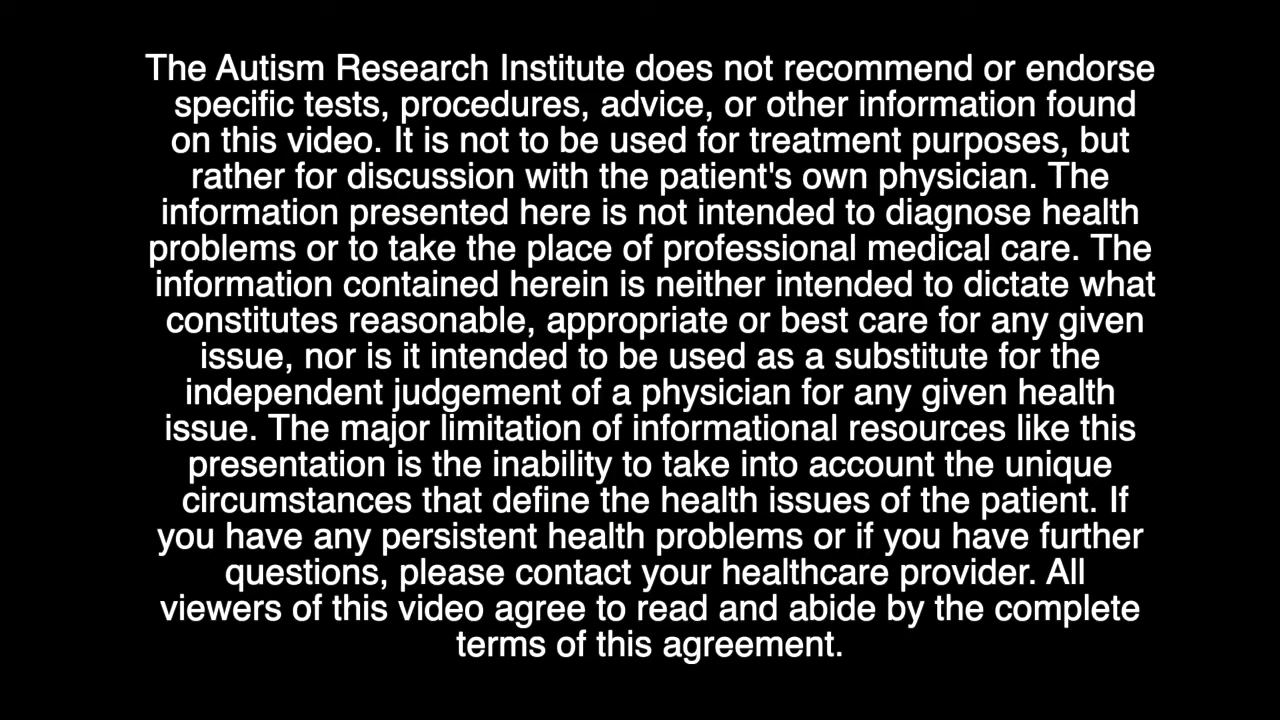 The Autism Research Institute does not recommend or endorse
specific tests, procedures, advice, or other information found
on this video. It is not to be used for treatment purposes, but
rather for discussion with the patient's own physician. The
information presented here is not intended to diagnose health
problems or to take the place of professional medical care. The
information contained herein is neither intended to dictate what
constitutes reasonable, appropriate or best care for any given
issue, nor is it intended to be used as a substitute for the
independent judgement of a physician for any given health
issue. The major limitation of informational resources like this
presentation is the inability to take into account the unique
circumstances that define the health issues of the patient. If
you have any persistent health problems or if you have further
questions, please contact your healthcare provider. All
viewers of this video agree to read and abide by the complete
terms of this agreement.